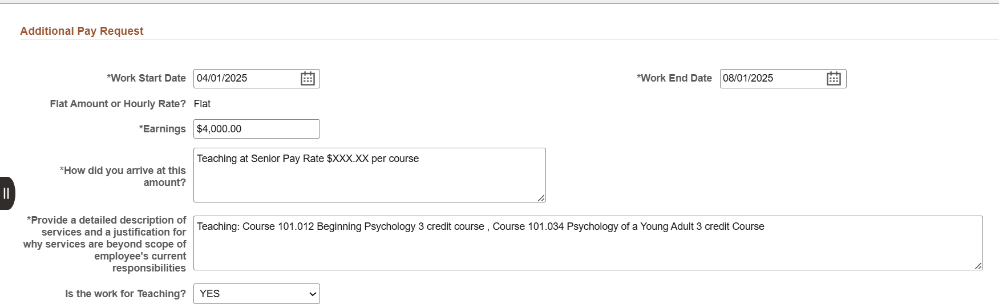 Additional Pay Request
*Work Start Date 04/01/2025 *Work End Date 08/01/2025
Flat Amount or Hourly Rate? Flat
*Earnings $4,000.00
*How did you arrive at this
amount?
Teaching at Senior Pay Rate $XXX.XX per course
*Provide a detailed description of
services and a justification for
why services are beyond scope of
employee's current
responsibilities
Teaching: Course 101.012 Beginning Psychology 3 credit course , Course 101.034 Psychology of a Young Adult 3 credit Course
Is the work for Teaching? YES